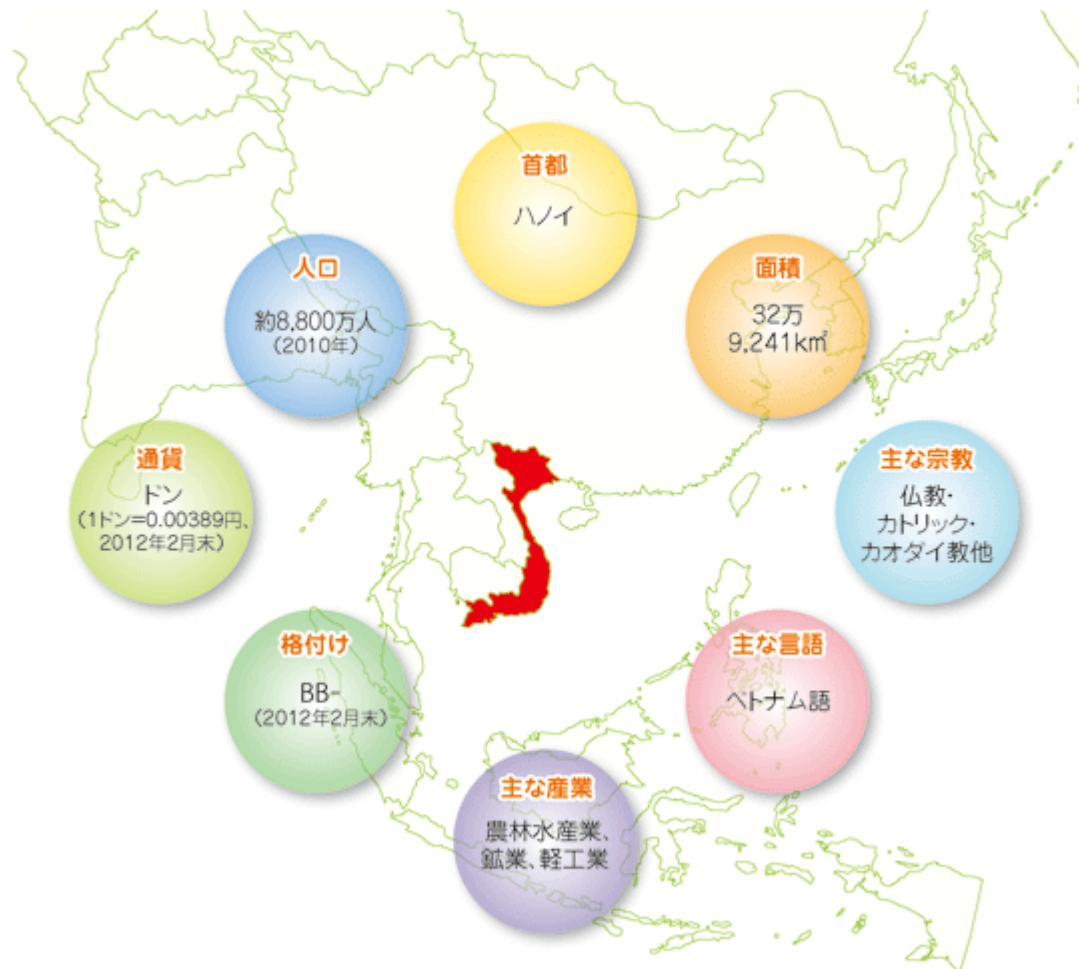 首都
ハノイ
人口
約8,800万人
(2010年)
面積
32万
9,241k㎡
通貨
ドン
(1ドン=0.00389円、
2012年2月末)
主な宗教
仏教・
カトリック・
カオダイ教他
格付け
BB-
(2012年2月末)
主な言語
ベトナム語
主な産業
農林水産業、
鉱業、軽工業